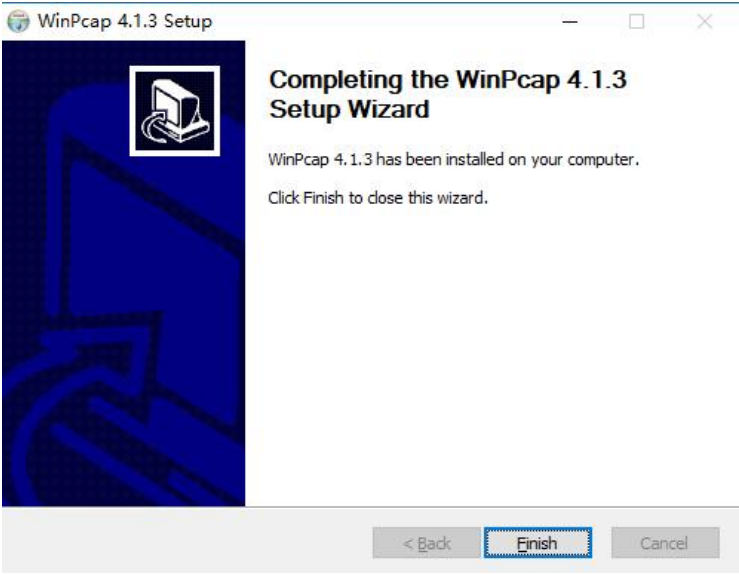 WinPcap 4.1.3 Setup
Completing the WinPcap 4.1.3
Setup Wizard
WinPcap 4.1.3 has been installed on your computer.
Click Finish to close this wizard.
< Back
Finish
Cancel